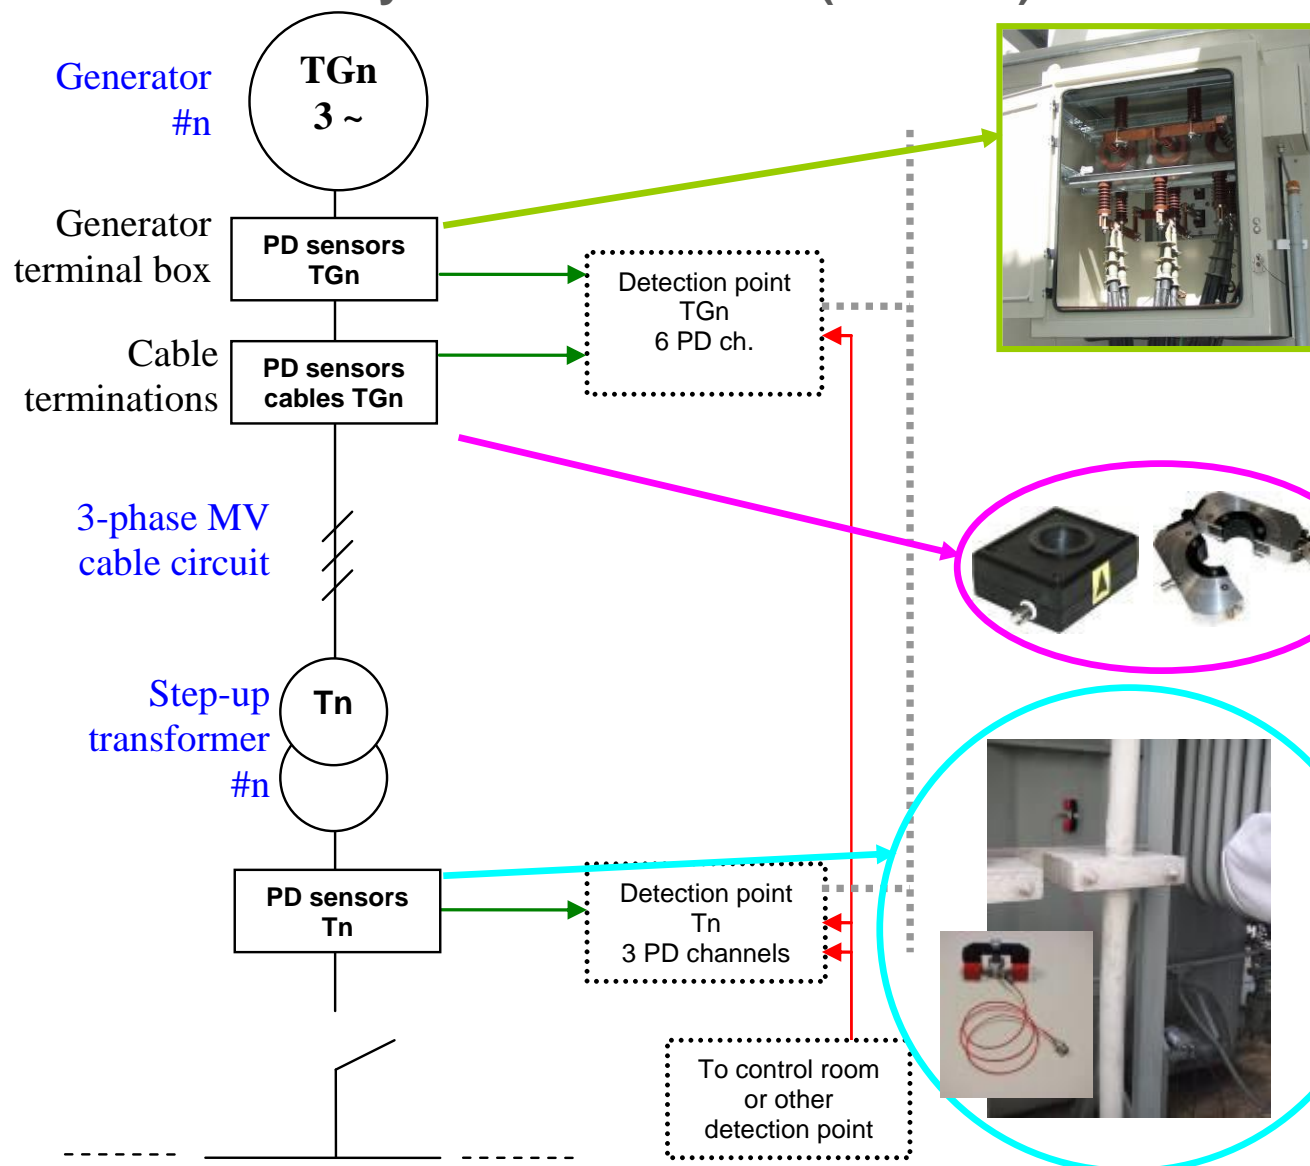 Generator
#n
TGn
3 ~
Generator
terminal box
PD sensors
TGn
Detection point
TGn
6 PD ch.
Cable
terminations
PD sensors
cables TGn
3-phase MV
cable circuit
Step-up
transformer
#n
Tn
PD sensors
Tn
Detection point
Tn
3 PD channels
To control room
or other
detection point